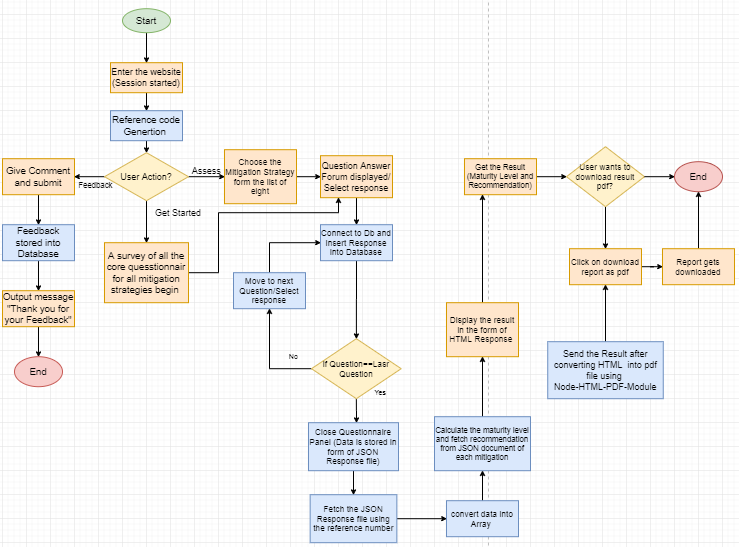 Start
Enter the website
(Session started)
Reference code
Genertion
User Action?
Feedback
Assess
Get Started
Give Comment
and submit
Feedback
stored into
Database
Output message
"Thank you for
your Feedback"
End
A survey of all the
core quesstionnair
for all mitigation
strategies begin
Choose the
Mitigation Strategy
form the list of
eight
Question Answer
Forum displayed/
Select response
Connect to Db and
Insert Response
Into Database
Move to next
Question/Select
response
If Question==Lasr
Question
No
Yes
Close Questionnaire
Panel (Data is stored in
form of JSON
Response file)
Fetch the JSON
Response file using
the reference number
convert data into
Array
Calculate the maturity level
and fetch recommendation
from JSON document of
each mitigation
Display the result
in the form of
HTML Response
Get the Result
(Maturity Level and
Recommendation)
User wants to
download result
pdf?
End
Click on download
report as pdf
Report gets
downloaded
Send the Result after
converting HTML into pdf
file using
Node-HTML-PDF-Module